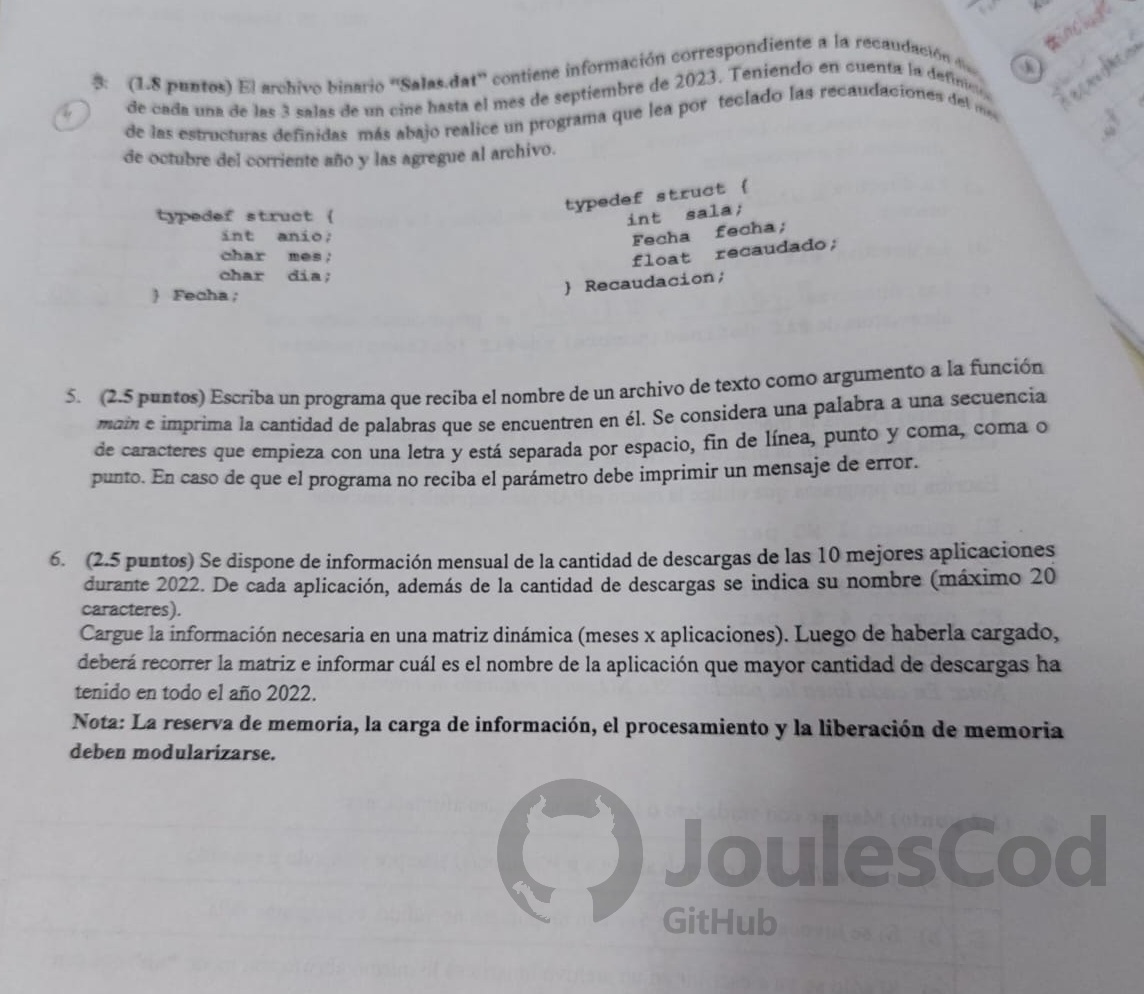 (1.8 puntos) El archivo binario "Salas.dat" contiene información correspondiente a la recaudación
de cada una de las 3 salas de un cine hasta el mes de septiembre de 2023. Teniendo en cuenta la
de las estructuras definidas más abajo realice un programa que lea por teclado las recaudaciones del
de octubre del corriente año y las agregue al archivo.
typedef struct {
int anio;
char mes;
char dia;
} Fecha;
typedef struct {
int sala;
Fecha fecha;
float recaudado;
} Recaudacion;
5. (2.5 puntos) Escriba un programa que reciba el nombre de un archivo de texto como argumento a la función
main e imprima la cantidad de palabras que se encuentren en él. Se considera una palabra a una secuencia
de caracteres que empieza con una letra y está separada por espacio, fin de línea, punto y coma, coma o
punto. En caso de que el programa no reciba el parámetro debe imprimir un mensaje de error.
6. (2.5 puntos) Se dispone de información mensual de la cantidad de descargas de las 10 mejores aplicaciones
durante 2022. De cada aplicación, además de la cantidad de descargas se indica su nombre (máximo 20
caracteres).
Cargue la información necesaria en una matriz dinámica (meses x aplicaciones). Luego de haberla cargado,
deberá recorrer la matriz e informar cuál es el nombre de la aplicación que mayor cantidad de descargas ha
tenido en todo el año 2022.
Nota: La reserva de memoria, la carga de información, el procesamiento y la liberación de memoria
deben modularizarse.
JoulesCod
GitHub